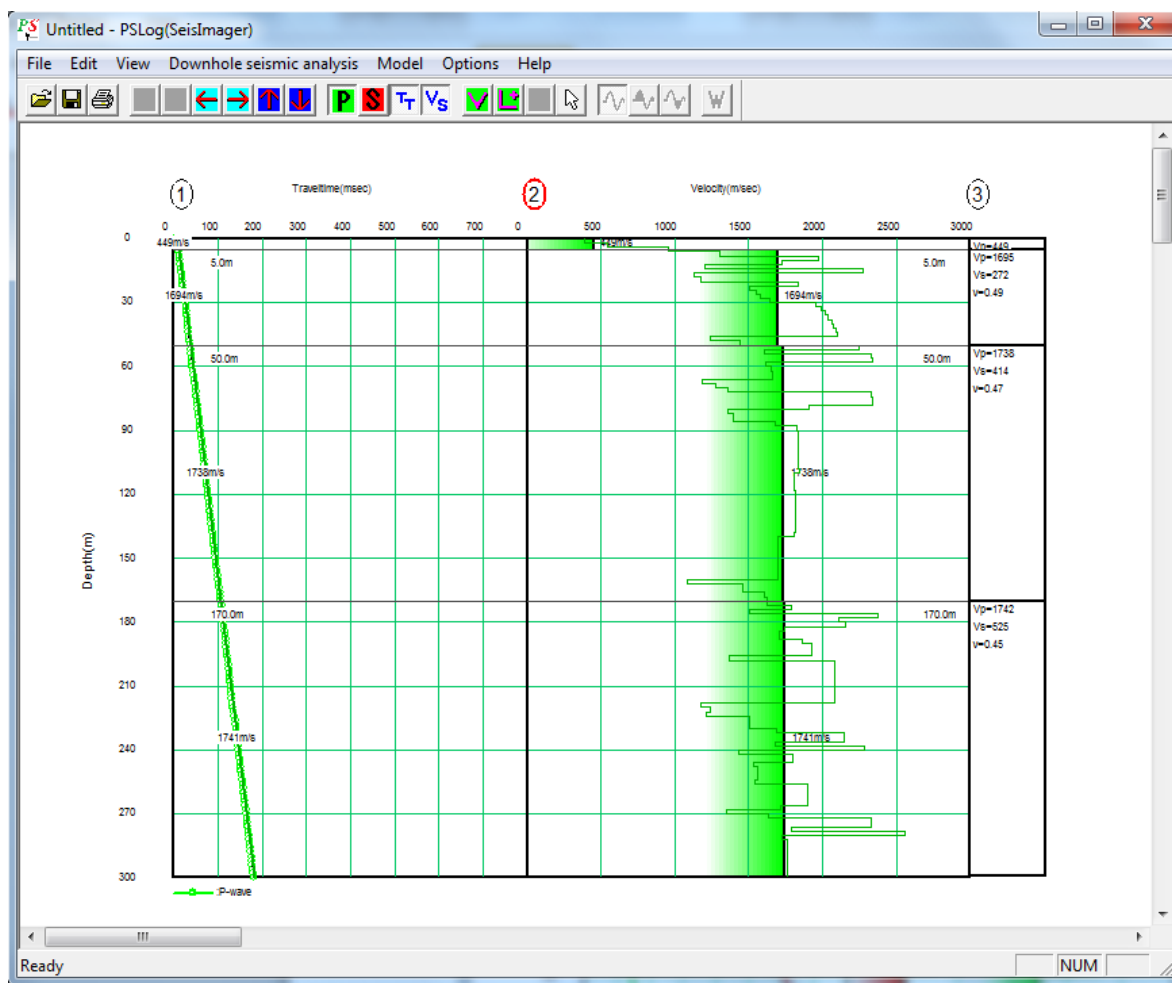 PS Untitled - PSLog(SeisImager)
File Edit View Downhole seismic analysis Model Options Help
P S TT VS W
1 Traveltime(msec) 2 Velocity(m/sec) 3
0 100 200 300 400 500 600 700 0 500 1000 1500 2000 2500 3000
0 449m/s 449m/s
5.0m 5.0m Vp=1695
Vs=272
30 1694m/s 1694m/s ν=0.49
50.0m 50.0m Vp=1738
60 Vs=414
ν=0.47
90
1738m/s 1738m/s
120
Depth(m)
150
170.0m 170.0m Vp=1742
180 Vs=525
ν=0.45
210
1741m/s 1741m/s
240
270
300
:P-wave
Ready NUM